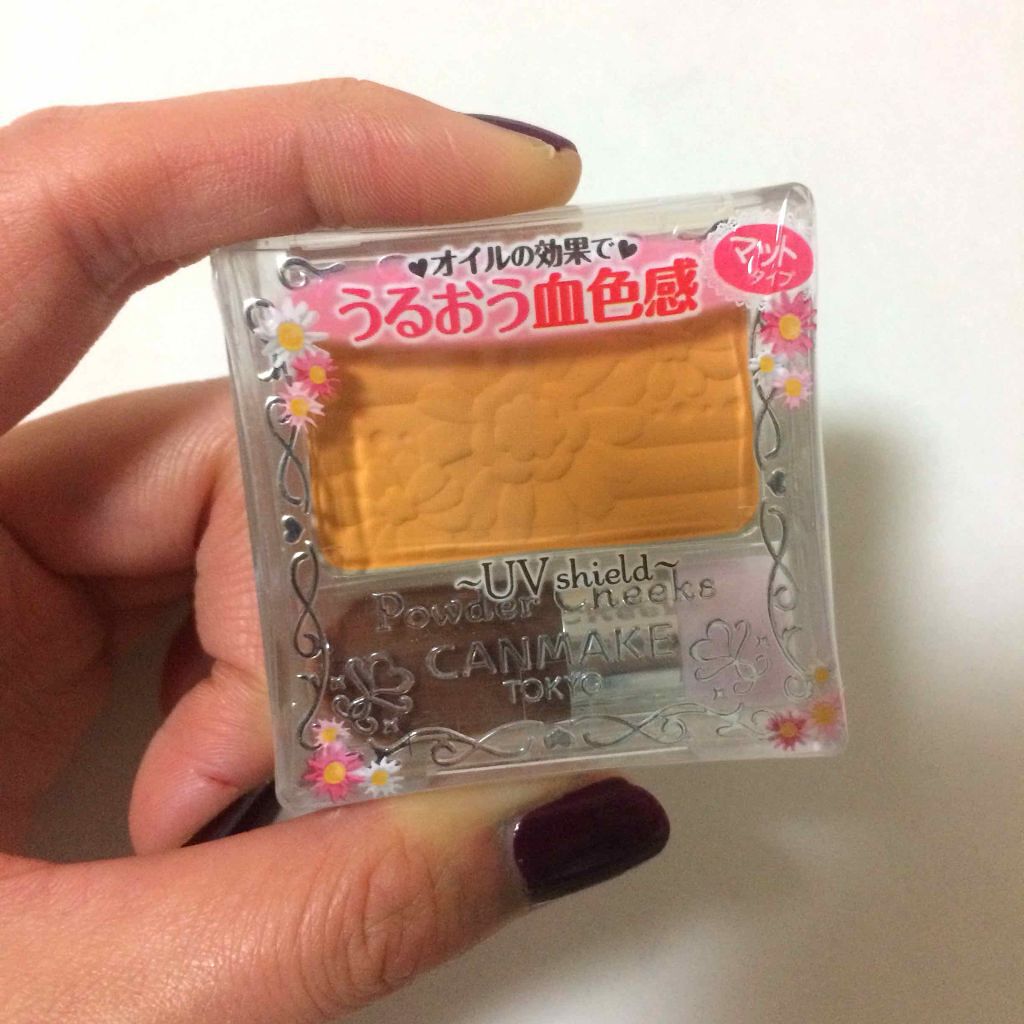 ♥オイルの効果で♥
うるおう血色感
マット
タイプ
~UV shield~
Powder Cheeks
CANMAKE
TOKYO